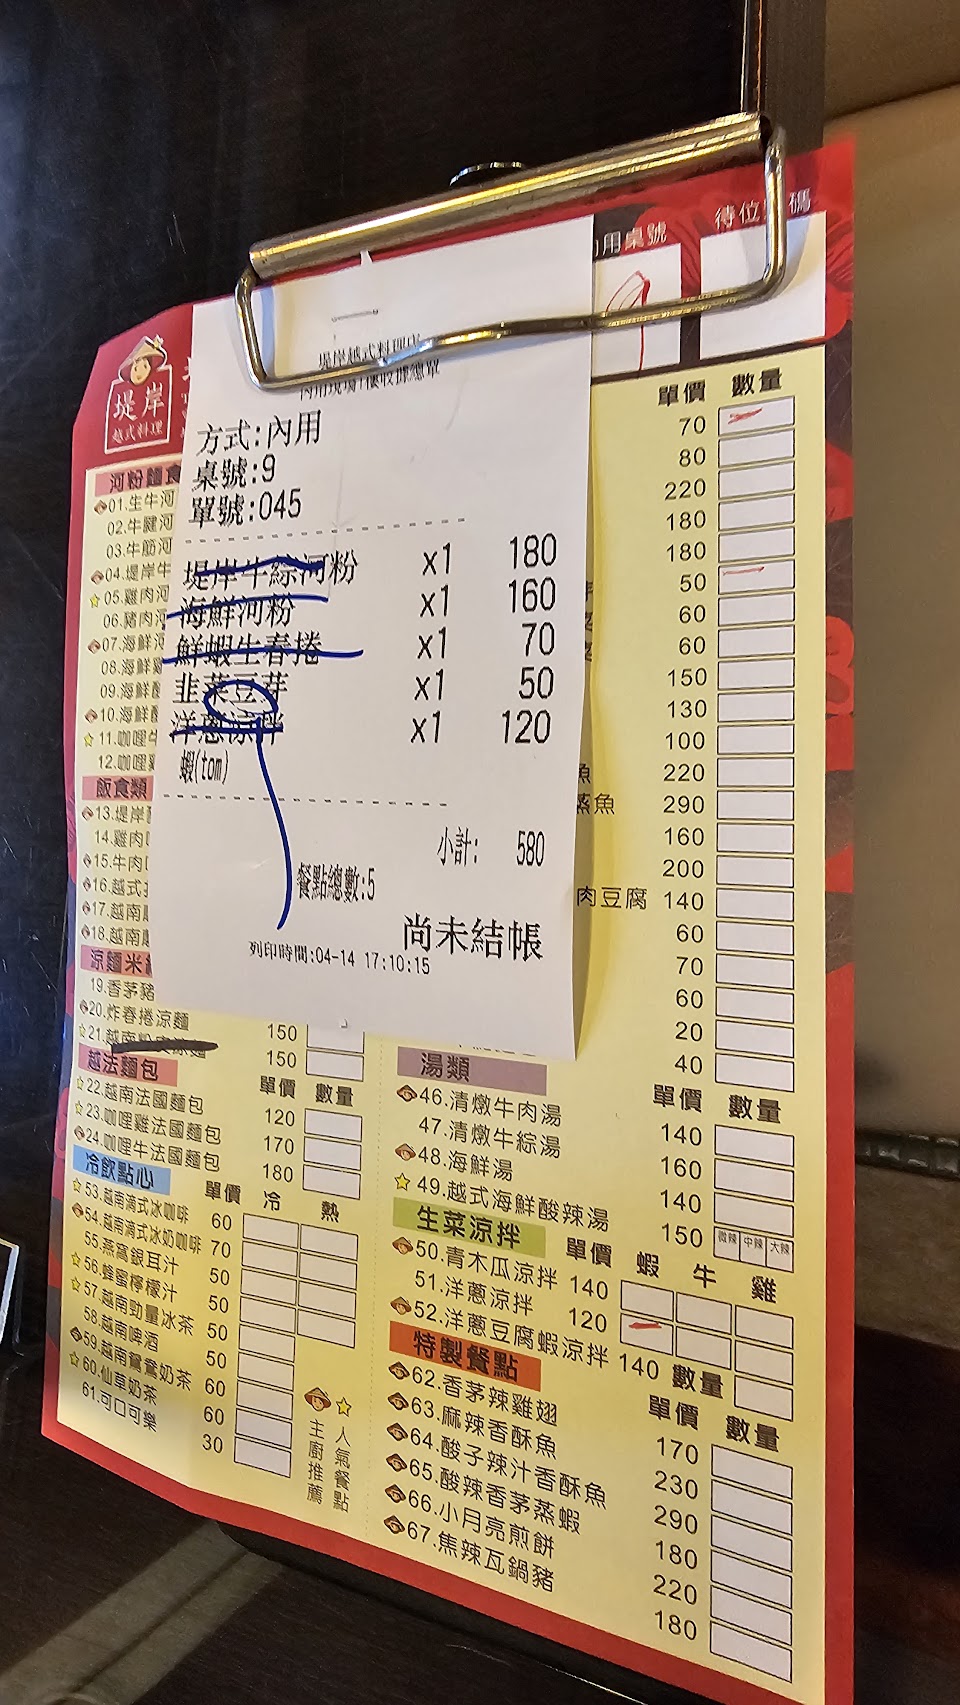 內用桌號
9
待位號碼
堤岸
越式料理
堤岸越式料理店
方式:內用
桌號:9
單號:045
堤岸牛綜河粉 x1 180
海鮮河粉 x1 160
鮮蝦生春捲 x1 70
韭菜豆芽 x1 50
洋蔥涼拌 x1 120
蝦(tom)
小計: 580
餐點總數:5
尚未結帳
列印時間:04-14 17:10:15
河粉麵食
01.生牛河
02.牛腱河
03.牛筋河
04.堤岸牛
05.雞肉河
06.豬肉河
07.海鮮河
08.海鮮
09.海鮮
10.海鮮
11.咖哩牛
12.咖哩
飯食類
13.堤岸
14.雞肉
15.牛肉
16.越式
17.越南
18.越南
涼麵米
19.香茅豬
20.炸春捲涼麵
150
21.越南粉皮涼麵
150
越法麵包 單價 數量
22.越南法國麵包 120
23.咖哩雞法國麵包 170
24.咖哩牛法國麵包 180
冷飲點心 單價 冷 熱
53.越南滴式冰咖啡 60
54.越南滴式冰奶咖啡 70
55.燕窩銀耳汁 50
56.蜂蜜檸檬汁 50
57.越南勁量冰茶 50
58.越南啤酒 50
59.越南鴛鴦奶茶 60
60.仙草奶茶 60
61.可口可樂 30
主廚推薦
人氣餐點
單價 數量
70
80
220
180
180
50
60
60
150
130
100
魚 220
蒸魚 290
160
200
肉豆腐 140
60
70
60
20
40
湯類 單價 數量
46.清燉牛肉湯 140
47.清燉牛綜湯 160
48.海鮮湯 140
49.越式海鮮酸辣湯 150 微辣 中辣 大辣
生菜涼拌 單價 蝦 牛 雞
50.青木瓜涼拌 140
51.洋蔥涼拌 120
52.洋蔥豆腐蝦涼拌 140 數量
特製餐點 單價 數量
62.香茅辣雞翅 170
63.麻辣香酥魚 230
64.酸子辣汁香酥魚 290
65.酸辣香茅蒸蝦 180
66.小月亮煎餅 220
67.焦辣瓦鍋豬 180